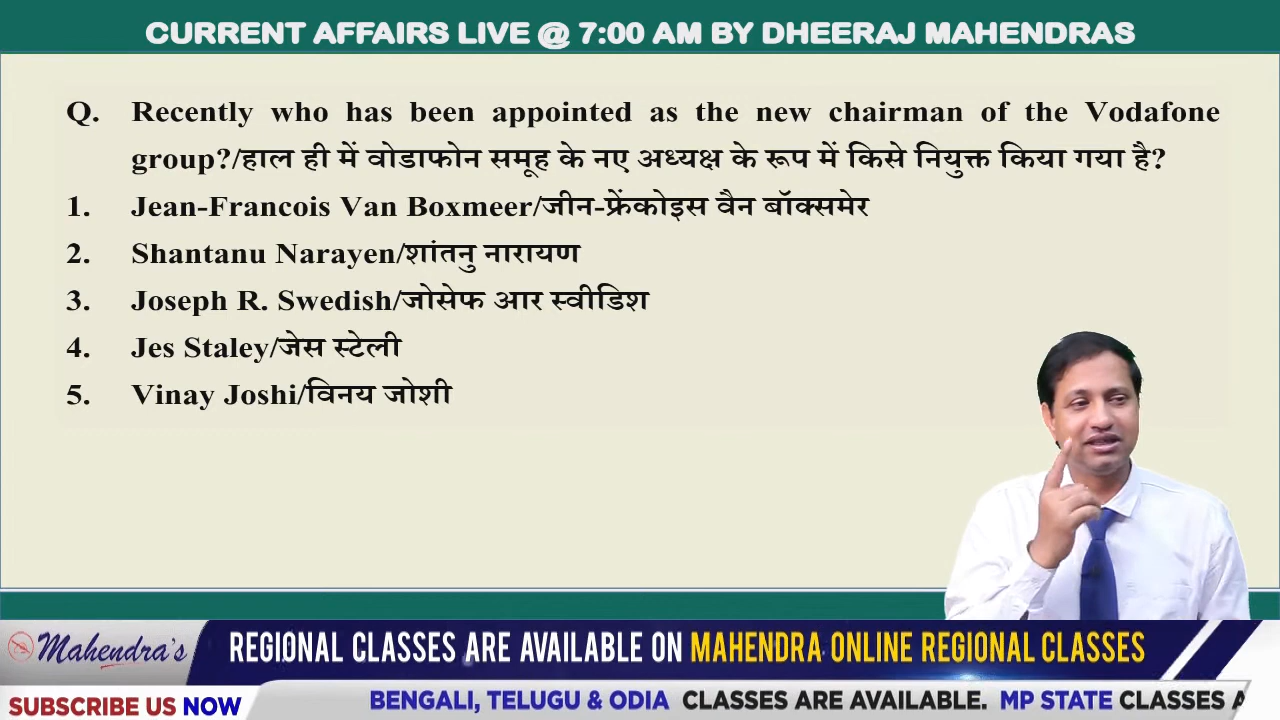 CURRENT AFFAIRS LIVE @ 7:00 AM BY DHEERAJ MAHENDRAS
Q. Recently who has been appointed as the new chairman of the Vodafone
group?/हाल ही में वोडाफोन समूह के नए अध्यक्ष के रूप में किसे नियुक्त किया गया है?
1. Jean-Francois Van Boxmeer/जीन-फ्रेंकोइस वैन बॉक्समेर
2. Shantanu Narayen/शांतनु नारायण
3. Joseph R. Swedish/जोसेफ आर स्वीडिश
4. Jes Staley/जेस स्टेली
5. Vinay Joshi/विनय जोशी
Mahendra's
REGIONAL CLASSES ARE AVAILABLE ON MAHENDRA ONLINE REGIONAL CLASSES
SUBSCRIBE US NOW
BENGALI, TELUGU & ODIA CLASSES ARE AVAILABLE. MP STATE CLASSES A